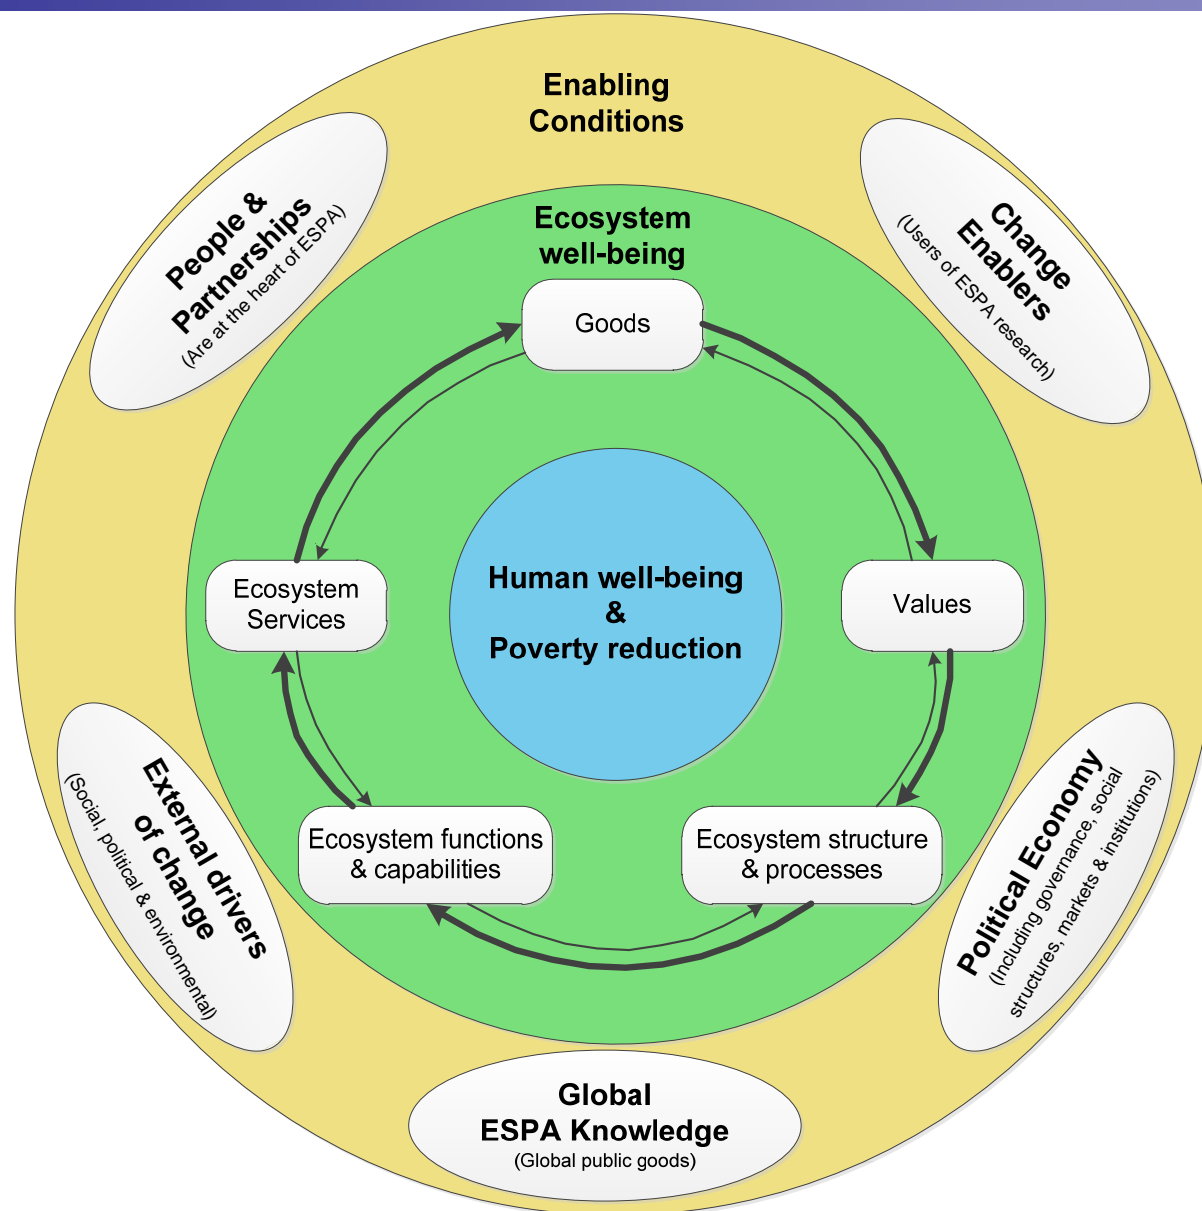 Enabling
Conditions
People &
Partnerships
(Are at the heart of ESPA)
Change
Enablers
(Users of ESPA research)
Ecosystem
well-being
Goods
Ecosystem
Services
Values
Human well-being
&
Poverty reduction
Ecosystem functions
& capabilities
Ecosystem structure
& processes
External drivers
of change
(Social, political & environmental)
Political Economy
(Including governance, social
structures, markets & institutions)
Global
ESPA Knowledge
(Global public goods)